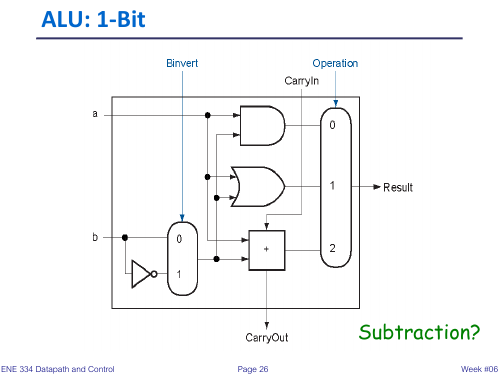 ALU: 1-Bit
Binvert
Operation
CarryIn
a
0
1
Result
b
0
1
+
2
CarryOut
Subtraction?
ENE 334 Datapath and Control
Page 26
Week #06